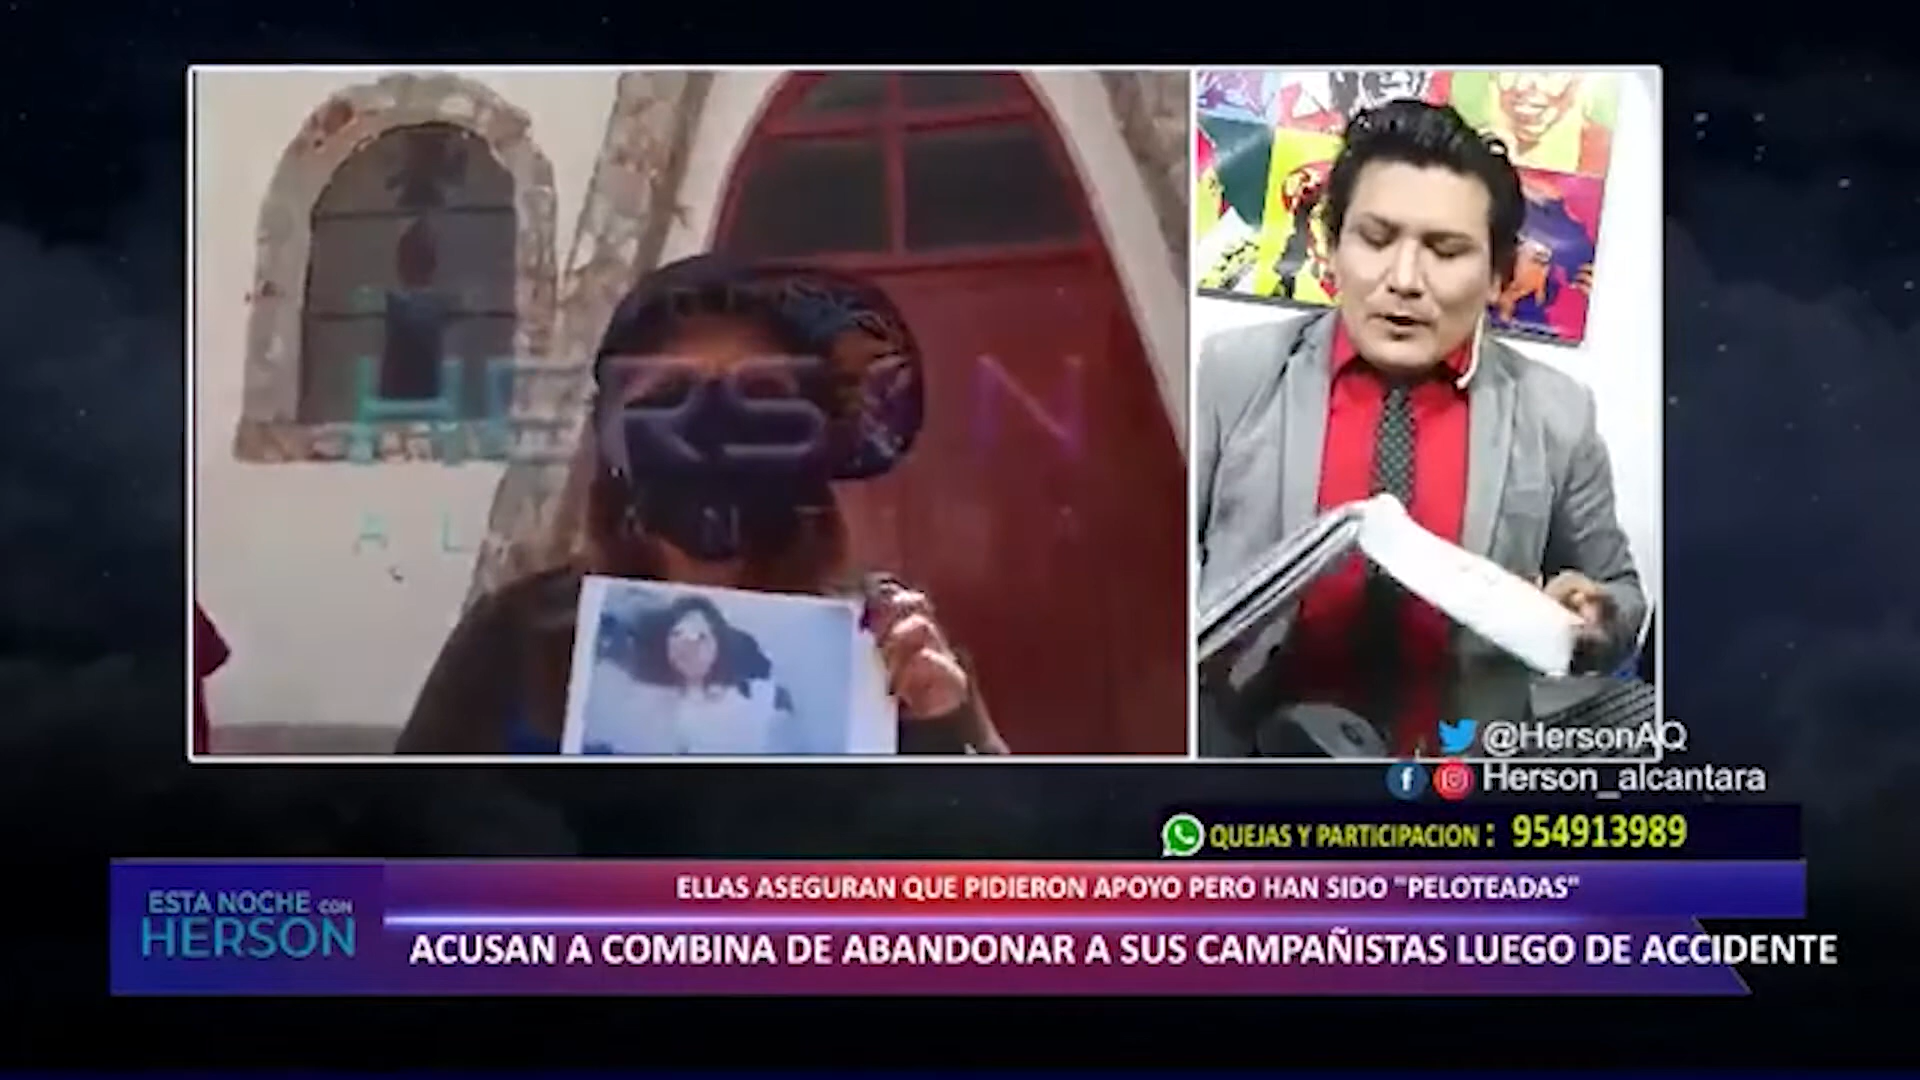 HERSON
@HersonAQ
Herson_alcantara
QUEJAS Y PARTICIPACION : 954913989
ELLAS ASEGURAN QUE PIDIERON APOYO PERO HAN SIDO "PELOTEADAS"
ESTA NOCHE CON
HERSON
ACUSAN A COMBINA DE ABANDONAR A SUS CAMPAÑISTAS LUEGO DE ACCIDENTE